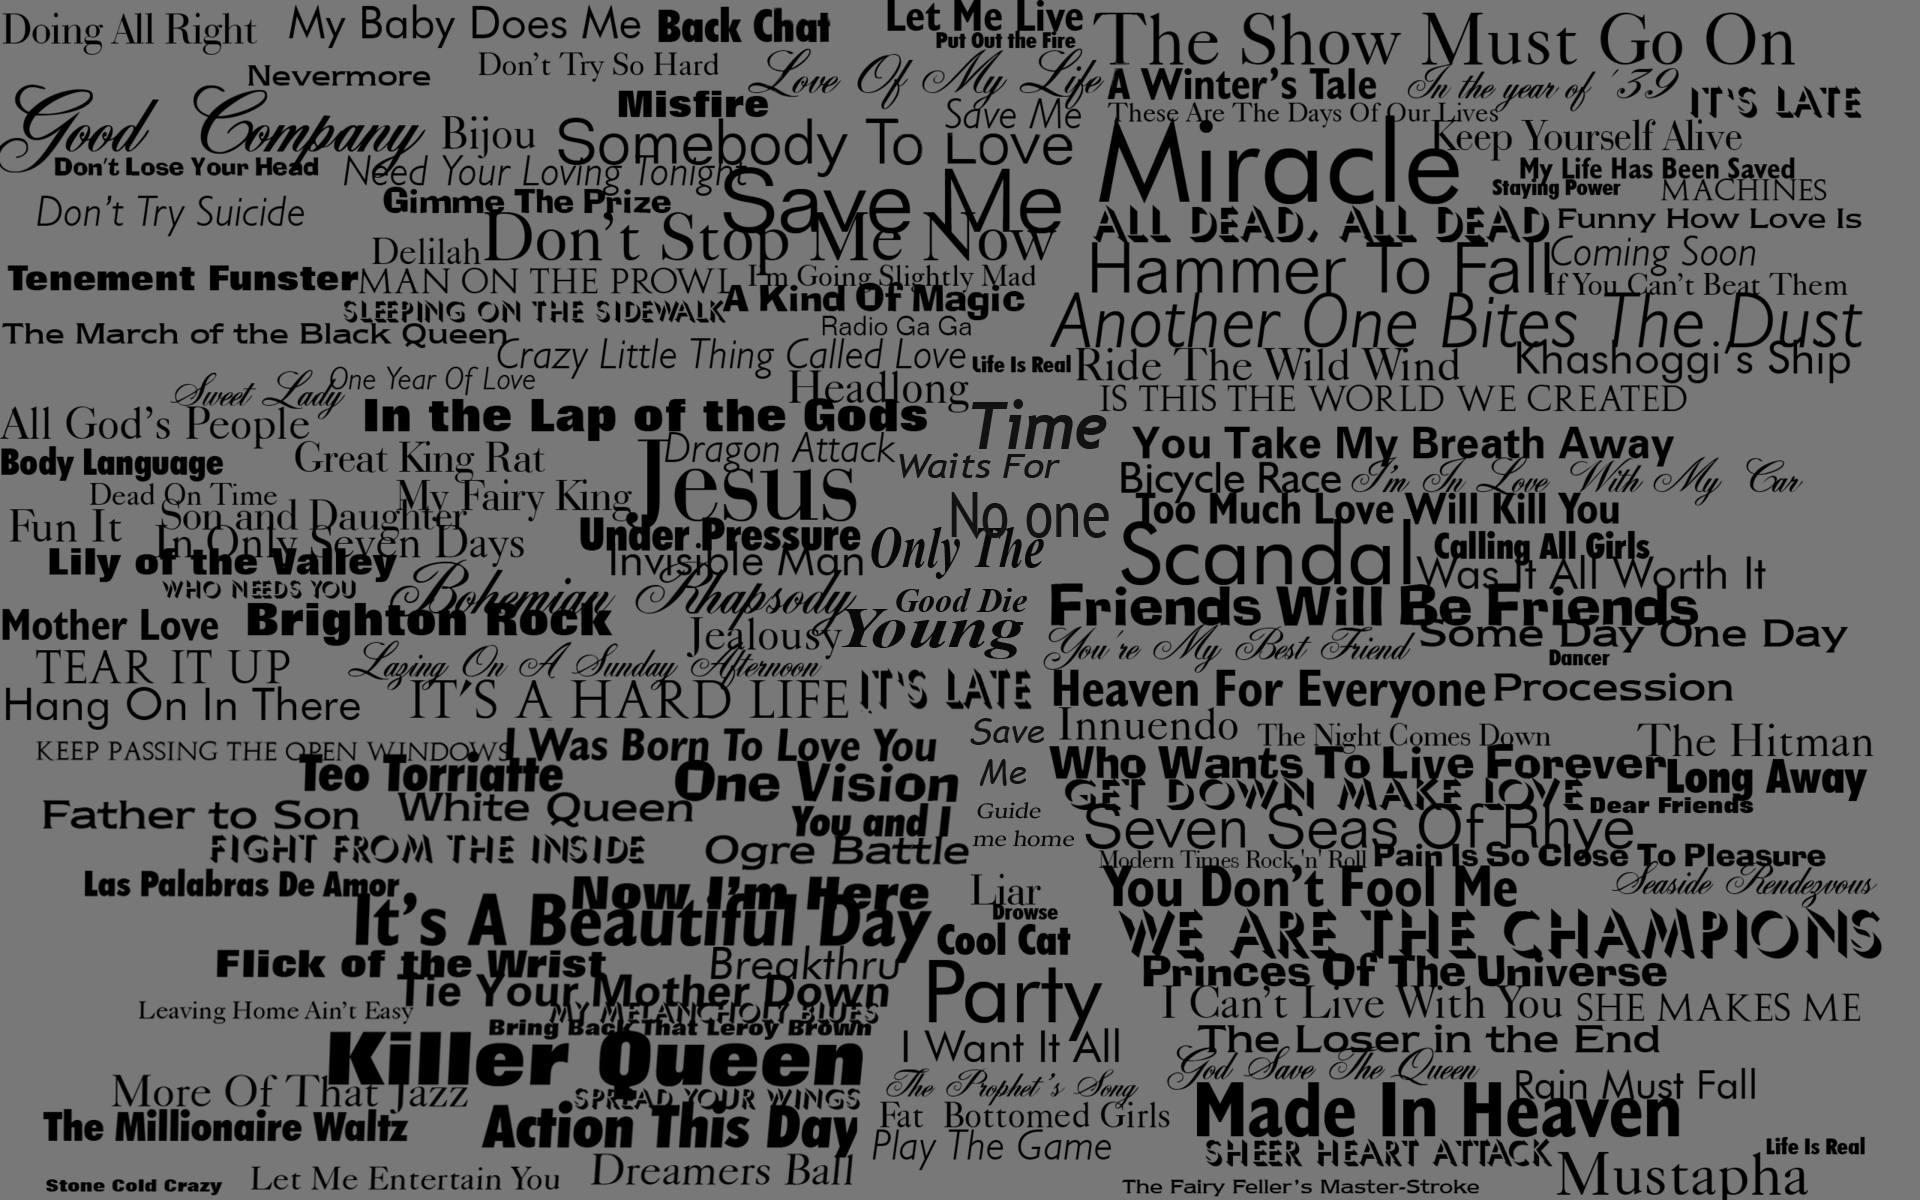 Doing All Right
My Baby Does Me
Back Chat
Let Me Live
Put Out the Fire
The Show Must Go On
Nevermore
Don't Try So Hard
Love Of My Life
A Winter's Tale
In the year of '39
IT'S LATE
Good Company
Misfire
Save Me
These Are The Days Of Our Lives
Bijou
Somebody To Love
Miracle
Keep Yourself Alive
Don't Lose Your Head
Need Your Loving Tonight
My Life Has Been Saved
Staying Power
MACHINES
Don't Try Suicide
Gimme The Prize
Save Me
ALL DEAD, ALL DEAD
Funny How Love Is
Delilah
Don't Stop Me Now
Hammer To Fall
Coming Soon
Tenement Funster
MAN ON THE PROWL
I'm Going Slightly Mad
If You Can't Beat Them
SLEEPING ON THE SIDEWALK
A Kind Of Magic
Another One Bites The Dust
The March of the Black Queen
Radio Ga Ga
Crazy Little Thing Called Love
Life Is Real
Ride The Wild Wind
Khashoggi's Ship
Sweet Lady
One Year Of Love
Headlong
IS THIS THE WORLD WE CREATED
All God's People
In the Lap of the Gods
Time
Waits For
No one
You Take My Breath Away
Body Language
Great King Rat
Dragon Attack
Jesus
Bicycle Race
I'm In Love With My Car
Dead On Time
My Fairy King
Too Much Love Will Kill You
Fun It
Son and Daughter
In Only Seven Days
Under Pressure
Only The
Good Die
Young
Scandal
Calling All Girls
Lily of the Valley
Invisible Man
Was It All Worth It
WHO NEEDS YOU
Bohemian Rhapsody
Friends Will Be Friends
Mother Love
Brighton Rock
Jealousy
You're My Best Friend
Some Day One Day
TEAR IT UP
Lazing On A Sunday Afternoon
Dancer
Hang On In There
IT'S A HARD LIFE
IT'S LATE
Heaven For Everyone
Procession
Save
Me
Innuendo
The Night Comes Down
The Hitman
KEEP PASSING THE OPEN WINDOWS
I Was Born To Love You
Who Wants To Live Forever
Long Away
Teo Torriatte
One Vision
GET DOWN MAKE LOVE
Dear Friends
Father to Son
White Queen
You and I
Guide
me home
Seven Seas Of Rhye
FIGHT FROM THE INSIDE
Ogre Battle
Modern Times Rock 'n' Roll
Pain Is So Close To Pleasure
Las Palabras De Amor
Now I'm Here
Liar
Drowse
You Don't Fool Me
Seaside Rendezvous
It's A Beautiful Day
Cool Cat
WE ARE THE CHAMPIONS
Flick of the Wrist
Breakthru
Party
Princes Of The Universe
Tie Your Mother Down
Leaving Home Ain't Easy
MY MELANCHOLY BLUES
I Can't Live With You
SHE MAKES ME
Bring Back That Leroy Brown
Killer Queen
I Want It All
The Loser in the End
God Save The Queen
More Of That Jazz
SPREAD YOUR WINGS
The Prophet's Song
Rain Must Fall
The Millionaire Waltz
Action This Day
Fat Bottomed Girls
Made In Heaven
Play The Game
SHEER HEART ATTACK
Life Is Real
Stone Cold Crazy
Let Me Entertain You
Dreamers Ball
The Fairy Feller's Master-Stroke
Mustapha